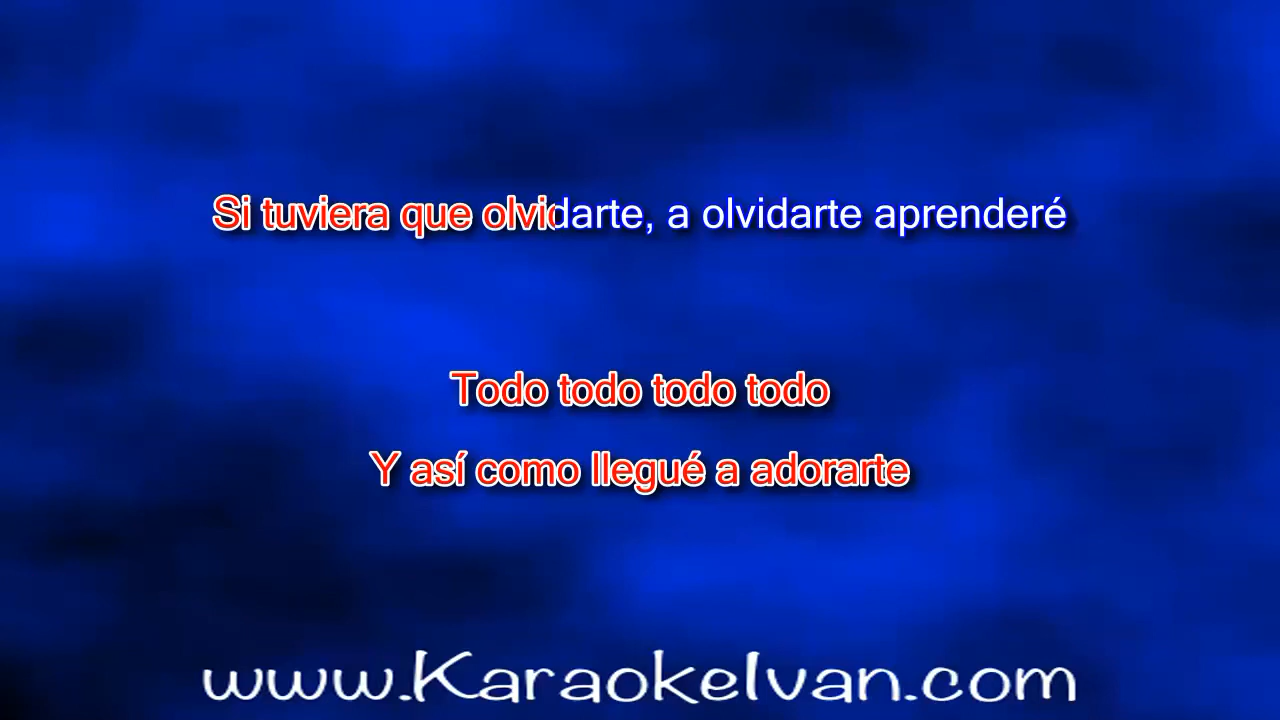 Si tuviera que olvidarte, a olvidarte aprenderé
Todo todo todo todo
Y así como llegué a adorarte
www.KaraokeIvan.com